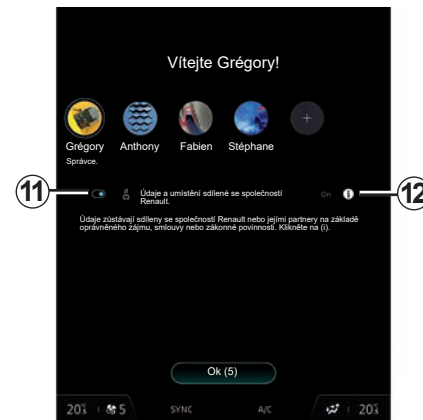 Vítejte Grégory!
+
Grégory Anthony Fabien Stéphane
Správce.
11
Údaje a umístění sdílené se společností
Renault.
On
i
12
Údaje zůstávají sdíleny se společností Renault nebo jejími partnery na základě
oprávněného zájmu, smlouvy nebo zákonné povinnosti. Klikněte na (i).
Ok (5)
20 5 SYNC A/C 20